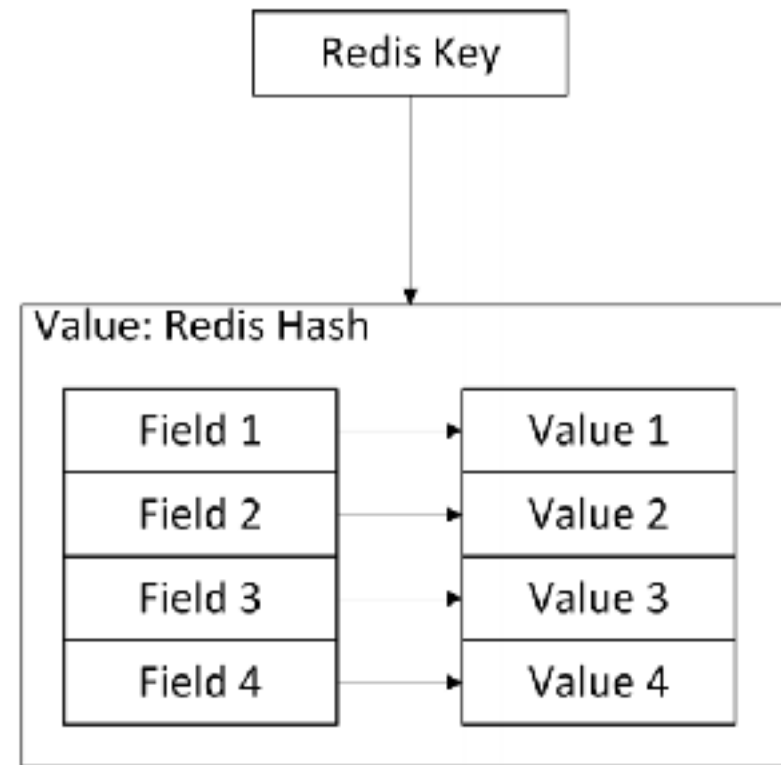 Redis Key
Value: Redis Hash
Field 1
Value 1
Field 2
Value 2
Field 3
Value 3
Field 4
Value 4